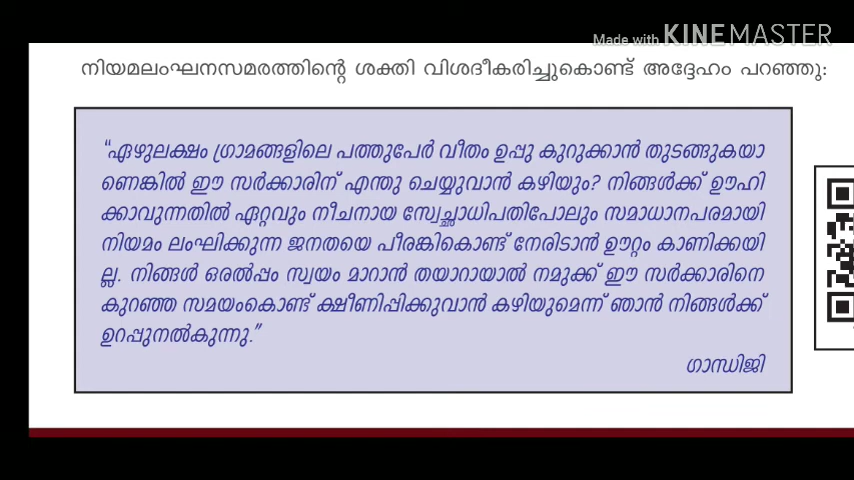 Made with KINEMASTER
നിയമലംഘനസമരത്തിന്റെ ശക്തി വിശദീകരിച്ചുകൊണ്ട് അദ്ദേഹം പറഞ്ഞു:
“ഏഴുലക്ഷം ഗ്രാമങ്ങളിലെ പത്തുപേർ വീതം ഉപ്പു കുറുക്കാൻ തുടങ്ങുകയാ
ണെങ്കിൽ ഈ സർക്കാരിന് എന്തു ചെയ്യുവാൻ കഴിയും? നിങ്ങൾക്ക് ഊഹി
ക്കാവുന്നതിൽ ഏറ്റവും നീചനായ സ്വേച്ഛാധിപതിപോലും സമാധാനപരമായി
നിയമം ലംഘിക്കുന്ന ജനതയെ പീരങ്കികൊണ്ട് നേരിടാൻ ഊറ്റം കാണിക്കയി
ല്ല. നിങ്ങൾ ഒരൽപ്പം സ്വയം മാറാൻ തയാറായാൽ നമുക്ക് ഈ സർക്കാരിനെ
കുറഞ്ഞ സമയംകൊണ്ട് ക്ഷീണിപ്പിക്കുവാൻ കഴിയുമെന്ന് ഞാൻ നിങ്ങൾക്ക്
ഉറപ്പുനൽകുന്നു.”
ഗാന്ധിജി